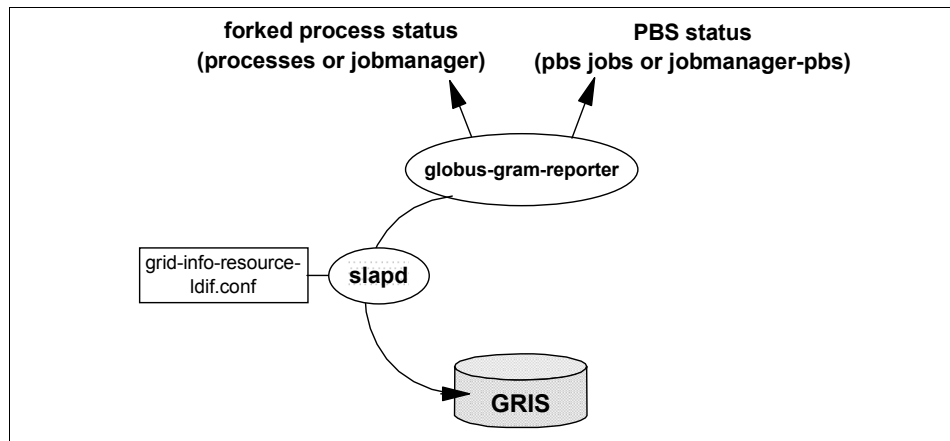 forked process status
(processes or jobmanager)
PBS status
(pbs jobs or jobmanager-pbs)
globus-gram-reporter
grid-info-resource-
ldif.conf
slapd
GRIS